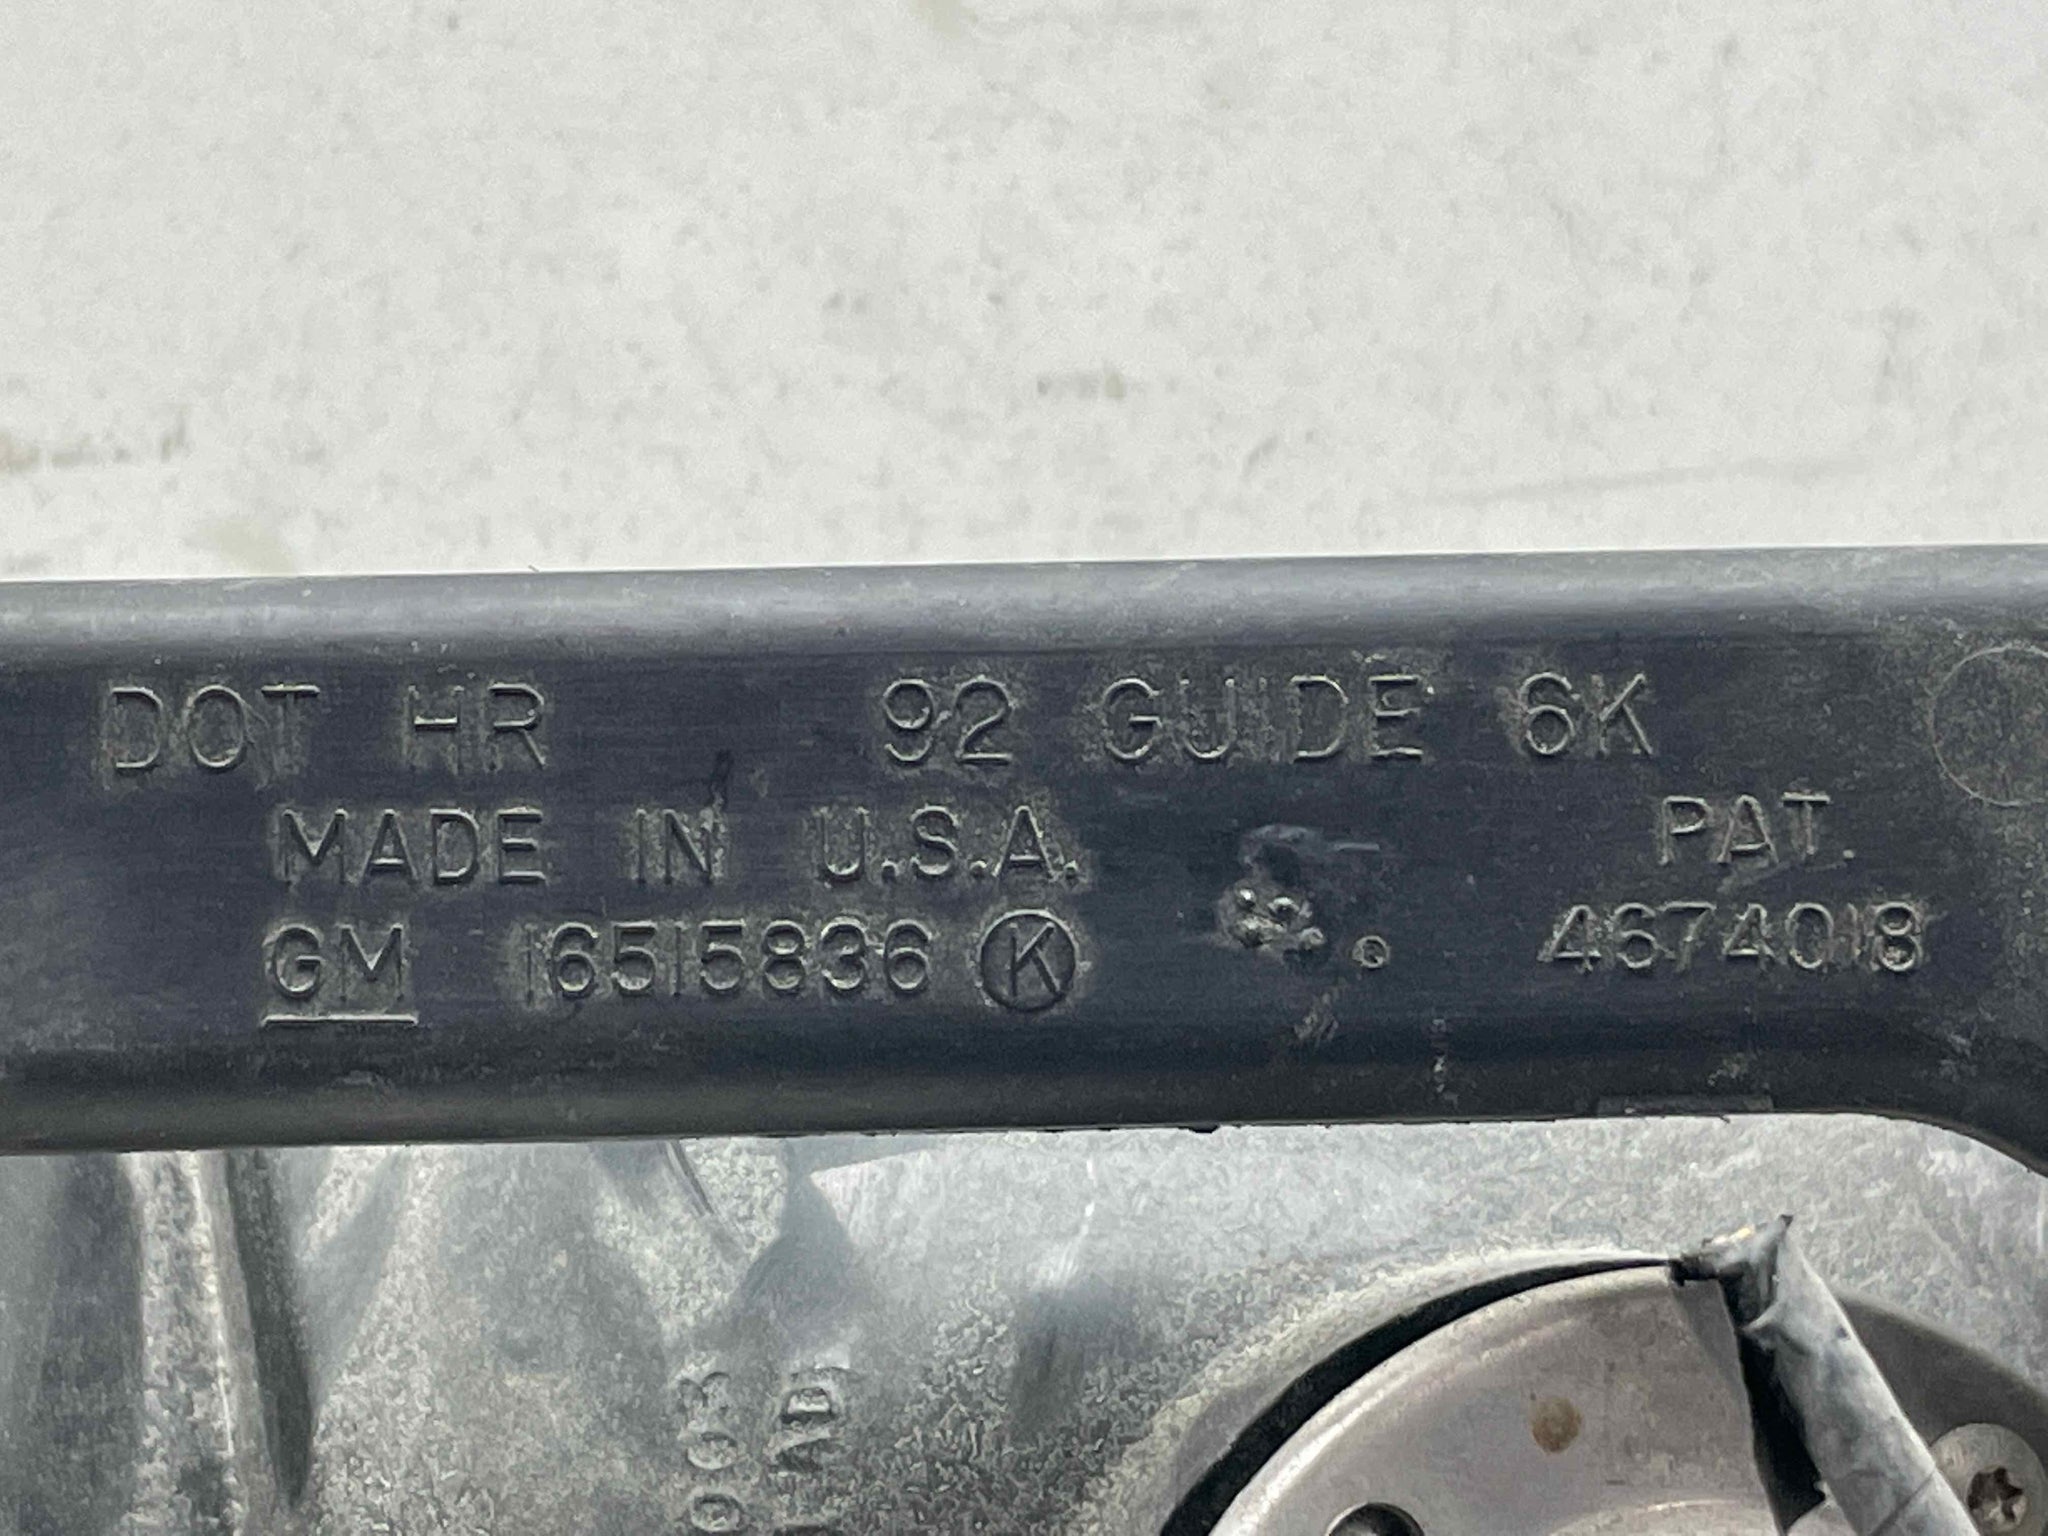 DOT HR 92 GUIDE 6K
MADE IN U.S.A. PAT.
GM 16515836 K 4674018